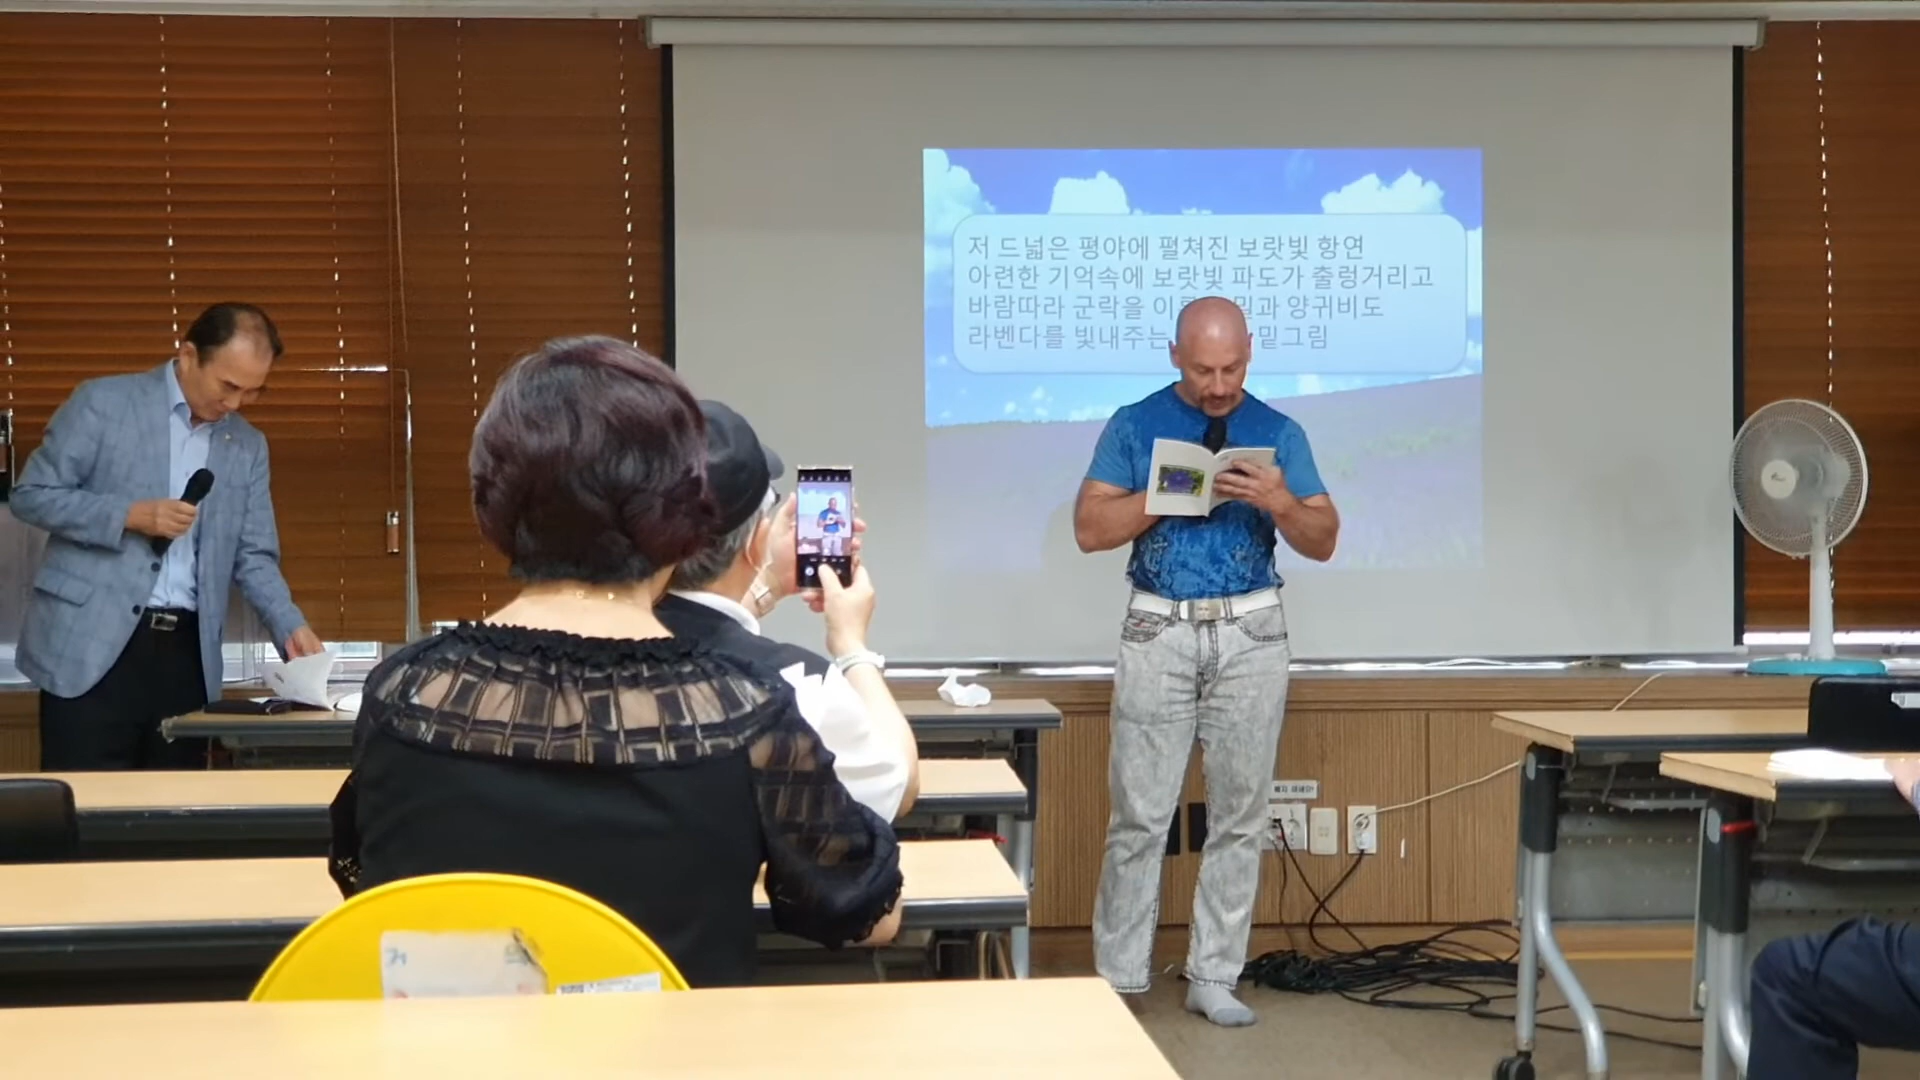 저 드넓은 평야에 펼쳐진 보랏빛 향연
아련한 기억속에 보랏빛 파도가 출렁거리고
바람따라 군락을 과 양귀비도
라벤다를 빛내주는 밑그림